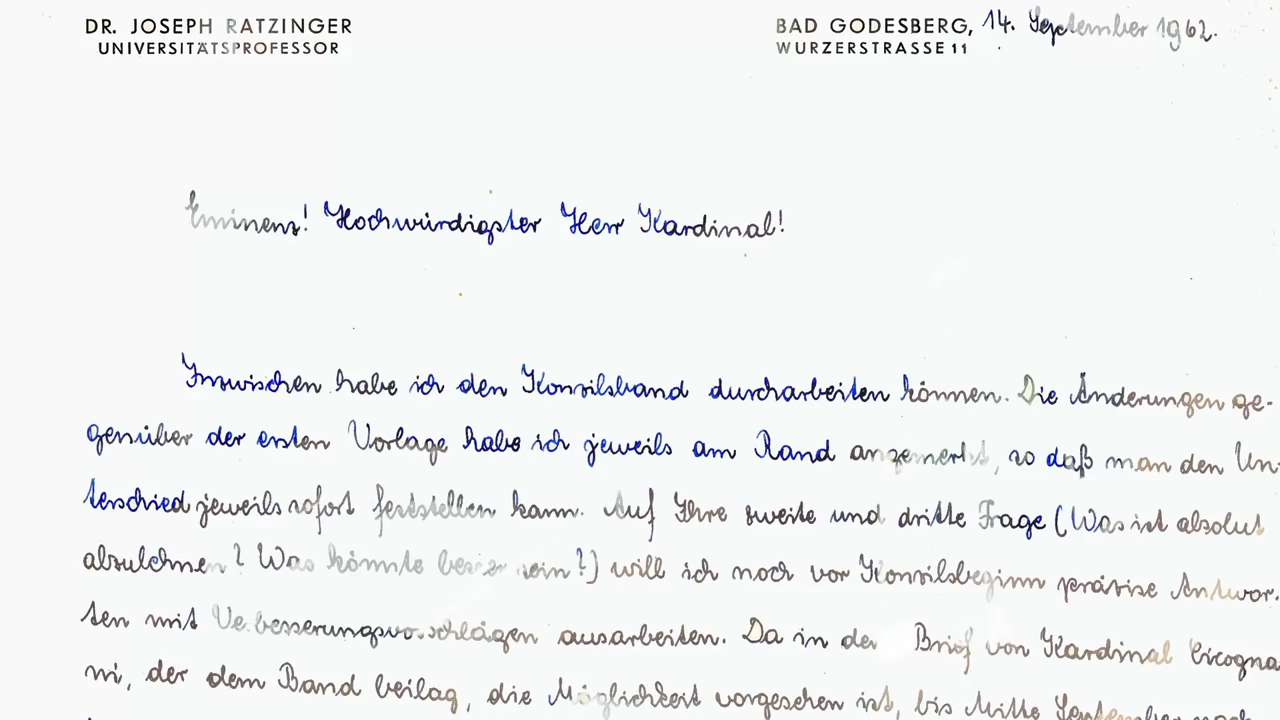 DR. JOSEPH RATZINGER
UNIVERSITÄTSPROFESSOR
BAD GODESBERG, 14. September 1962.
WURZERSTRASSE 11
Eminenz! Hochwürdigster Herr Kardinal!
Inzwischen habe ich den Konzilsband durcharbeiten können. Die Änderungen ge-
genüber der ersten Vorlage habe ich jeweils am Rand angemerkt, so daß man den Un-
terschied jeweils sofort feststellen kann. Auf Ihre zweite und dritte Frage (Was ist absolut
abzulehnen? Was könnte besser sein?) will ich noch vor Konzilsbeginn präzise Antwor-
ten mit Verbesserungsvorschlägen ausarbeiten. Da in dem Brief von Kardinal Cicogna
ni, der dem Band beilag, die Möglichkeit vorgesehen ist, bis Mitte September noch